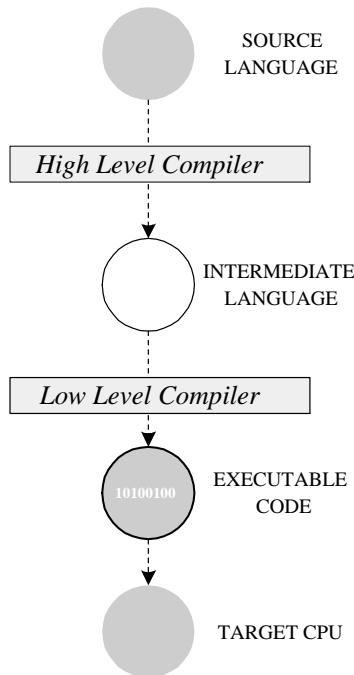 SOURCE
LANGUAGE
High Level Compiler
INTERMEDIATE
LANGUAGE
Low Level Compiler
10100100
EXECUTABLE
CODE
TARGET CPU